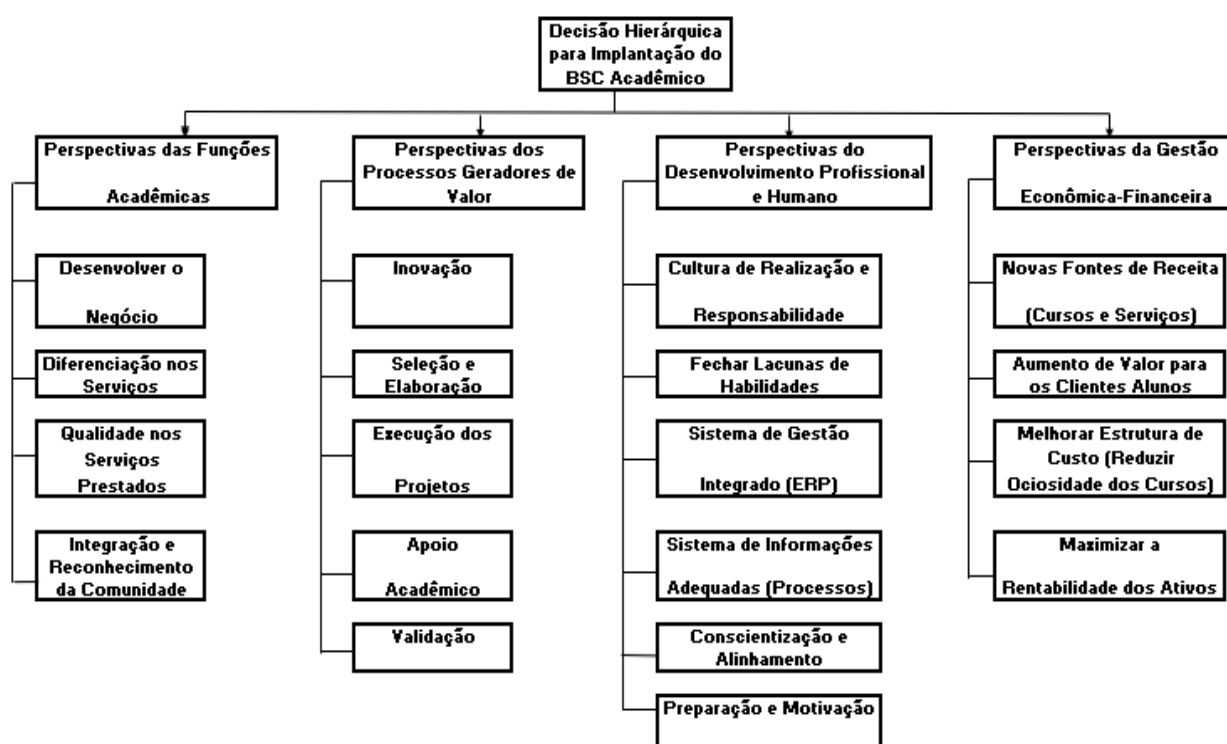 Decisão Hierárquica
para Implantação do
BSC Acadêmico
Perspectivas das Funções
Acadêmicas
Desenvolver o
Negócio
Diferenciação nos
Serviços
Qualidade nos
Serviços
Prestados
Integração e
Reconhecimento
da Comunidade
Perspectivas dos
Processos Geradores de
Valor
Inovação
Seleção e
Elaboração
Execução dos
Projetos
Apoio
Acadêmico
Validação
Perspectivas do
Desenvolvimento Profissional
e Humano
Cultura de Realização e
Responsabilidade
Fechar Lacunas de
Habilidades
Sistema de Gestão
Integrado (ERP)
Sistema de Informações
Adequadas (Processos)
Conscientização e
Alinhamento
Preparação e Motivação
Perspectivas da Gestão
Econômica-Financeira
Novas Fontes de Receita
(Cursos e Serviços)
Aumento de Valor para
os Clientes Alunos
Melhorar Estrutura de
Custo (Reduzir
Ociosidade dos Cursos)
Maximizar a
Rentabilidade dos Ativos